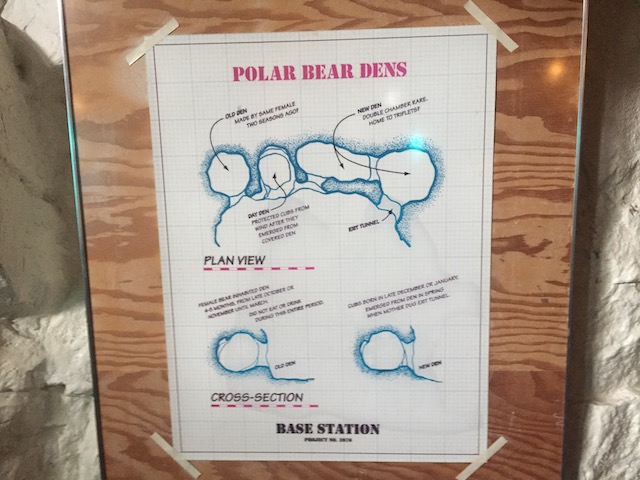 POLAR BEAR DENS
OLD DEN
MADE BY SAME FEMALE
TWO SEASONS AGO?
NEW DEN
DOUBLE CHAMBER RARE.
HOME TO TRIPLETS?
DAY DEN
PROTECTED CUBS FROM
WIND AFTER THEY
EMERGED FROM
COVERED DEN
EXIT TUNNEL
PLAN VIEW
FEMALE BEAR INHABITED DEN
4-5 MONTHS, FROM LATE OCTOBER OR
NOVEMBER UNTIL MARCH.
DID NOT EAT OR DRINK
DURING THIS ENTIRE PERIOD.
CUBS BORN IN LATE DECEMBER OR JANUARY,
EMERGED FROM DEN IN SPRING
WHEN MOTHER DUG EXIT TUNNEL.
OLD DEN
NEW DEN
CROSS-SECTION
BASE STATION
PROJECT NO.